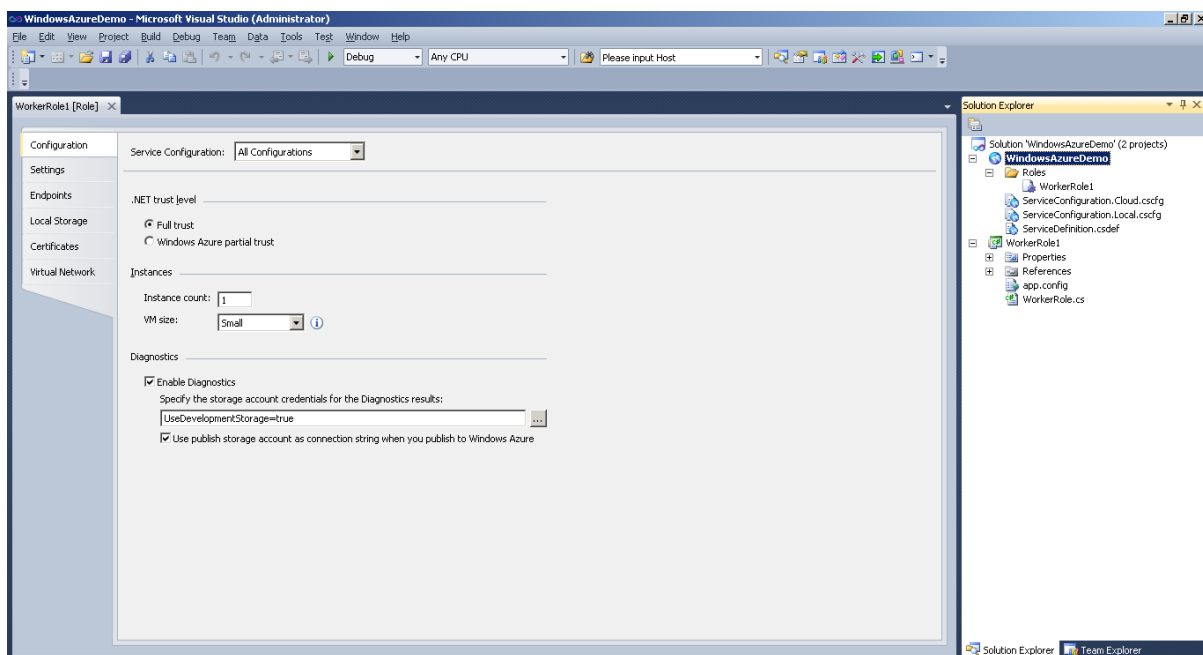 WindowsAzureDemo - Microsoft Visual Studio (Administrator)
File Edit View Project Build Debug Team Data Tools Test Window Help
Debug Any CPU Please input Host
WorkerRole1 [Role]
Configuration
Settings
Endpoints
Local Storage
Certificates
Virtual Network
Service Configuration: All Configurations
.NET trust level
Full trust
Windows Azure partial trust
Instances
Instance count: 1
VM size: Small
Diagnostics
Enable Diagnostics
Specify the storage account credentials for the Diagnostics results:
UseDevelopmentStorage=true
...
Use publish storage account as connection string when you publish to Windows Azure
Solution Explorer
Solution 'WindowsAzureDemo' (2 projects)
WindowsAzureDemo
Roles
WorkerRole1
ServiceConfiguration.Cloud.cscfg
ServiceConfiguration.Local.cscfg
ServiceDefinition.csdef
WorkerRole1
Properties
References
app.config
WorkerRole.cs
Solution Explorer Team Explorer